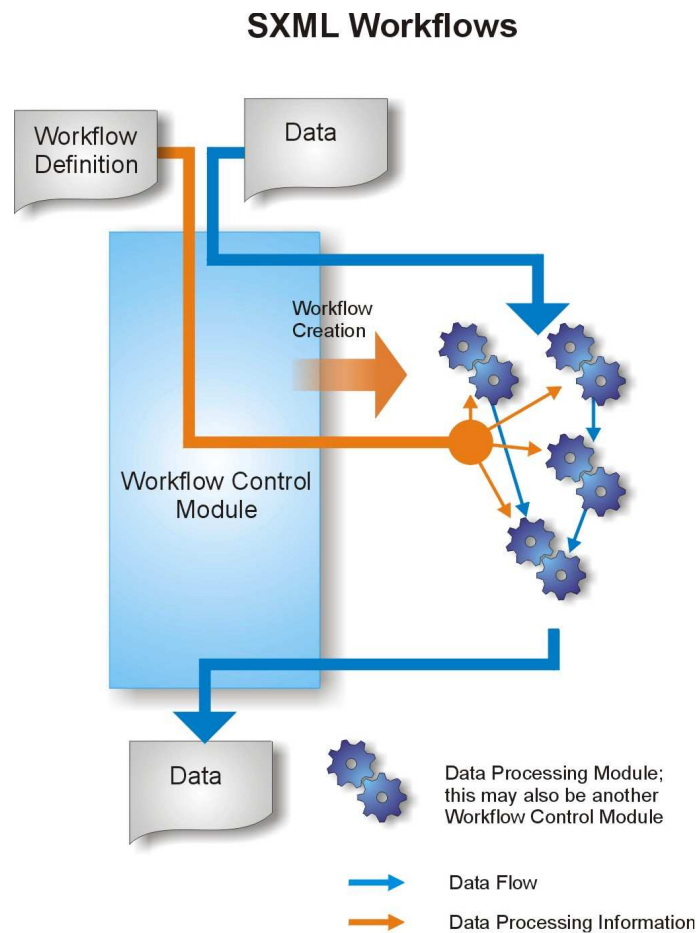 SXML Workflows
Workflow
Definition
Data
Workflow
Creation
Workflow Control
Module
Data
Data Processing Module;
this may also be another
Workflow Control Module
Data Flow
Data Processing Information